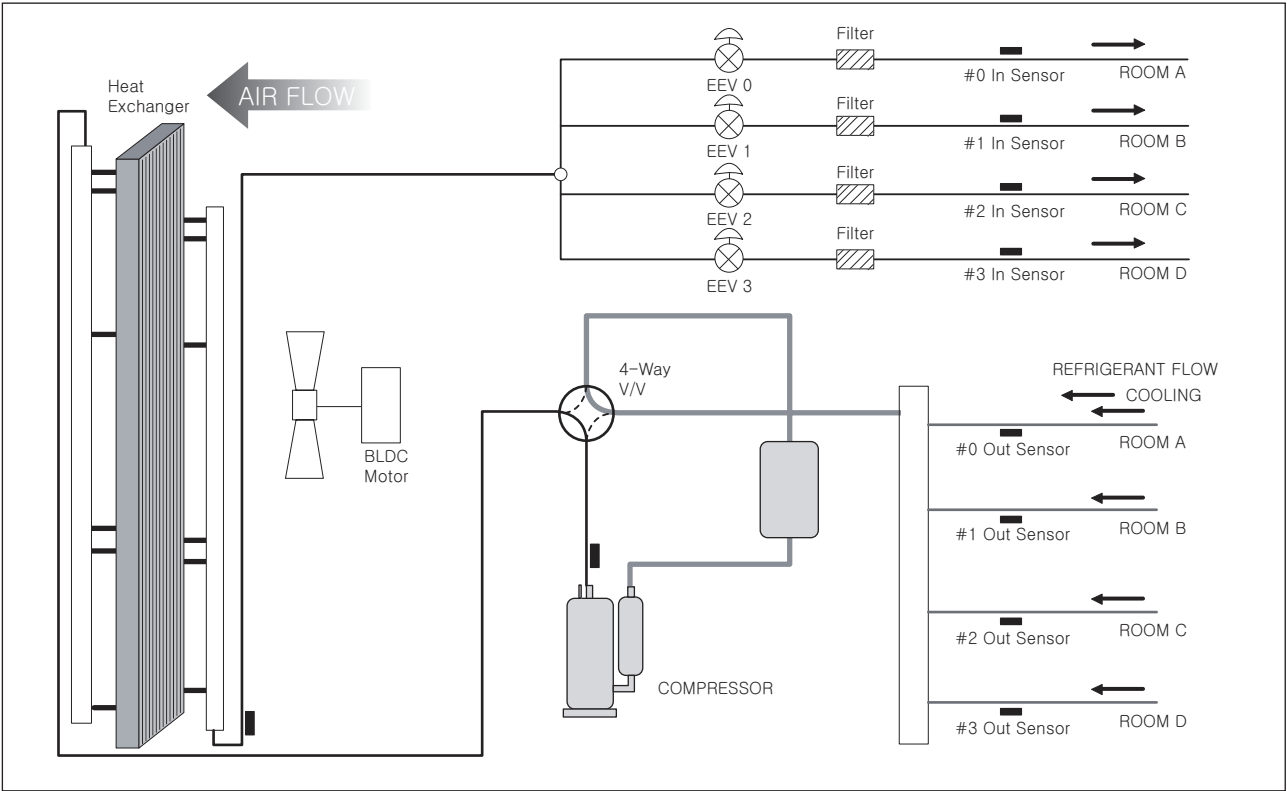 Heat
Exchanger
AIR FLOW
EEV 0
Filter
#0 In Sensor
ROOM A
EEV 1
Filter
#1 In Sensor
ROOM B
EEV 2
Filter
#2 In Sensor
ROOM C
EEV 3
Filter
#3 In Sensor
ROOM D
BLDC
Motor
4-Way
V/V
COMPRESSOR
REFRIGERANT FLOW
COOLING
#0 Out Sensor
ROOM A
#1 Out Sensor
ROOM B
#2 Out Sensor
ROOM C
#3 Out Sensor
ROOM D